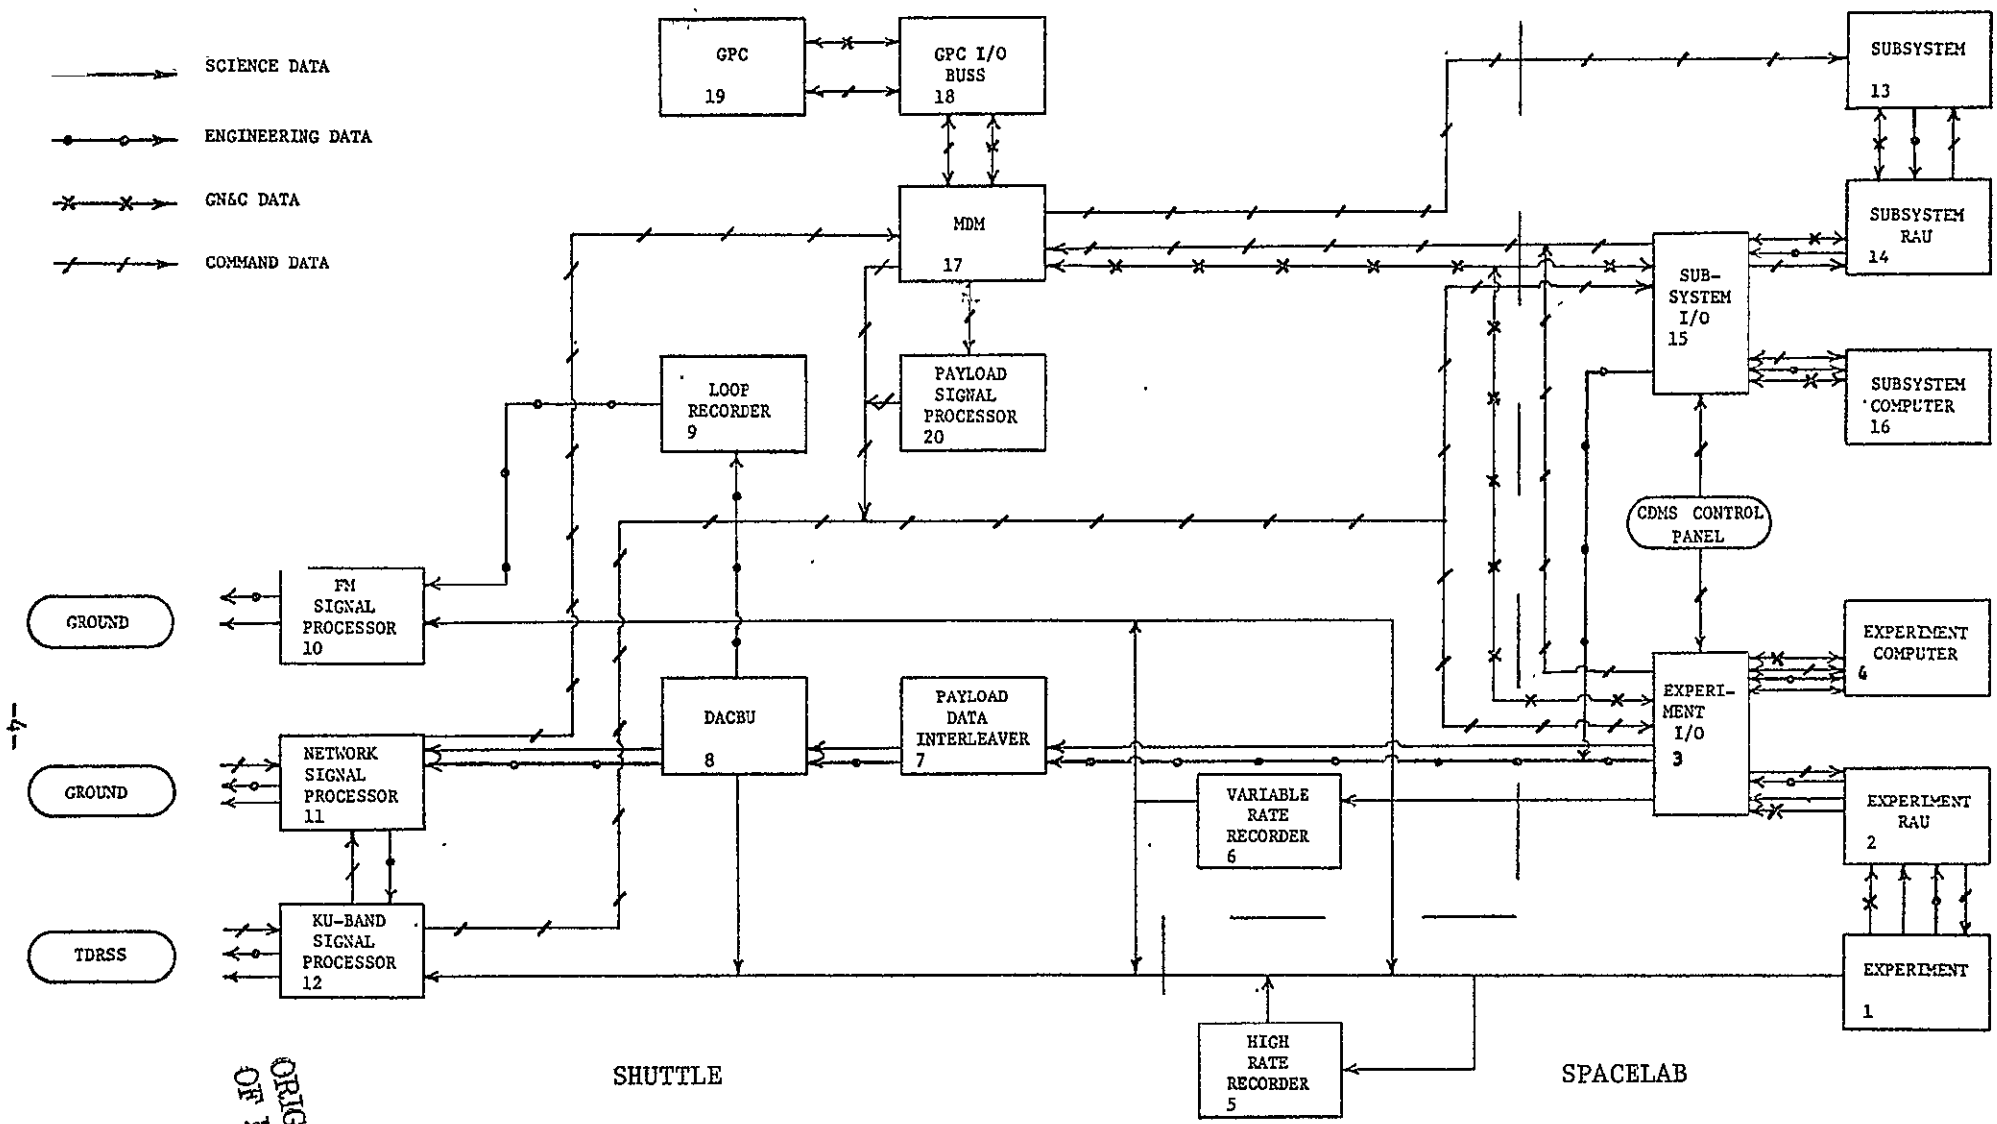 SCIENCE DATA
ENGINEERING DATA
GN&C DATA
COMMAND DATA
GPC
19
GPC I/O
BUSS
18
SUBSYSTEM
13
MDM
17
SUBSYSTEM
RAU
14
SUB-
SYSTEM
I/O
15
LOOP
RECORDER
9
PAYLOAD
SIGNAL
PROCESSOR
20
SUBSYSTEM
COMPUTER
16
CDMS CONTROL
PANEL
GROUND
FM
SIGNAL
PROCESSOR
10
EXPERIMENT
COMPUTER
4
-4-
GROUND
NETWORK
SIGNAL
PROCESSOR
11
DACBU
8
PAYLOAD
DATA
INTERLEAVER
7
EXPERI-
MENT
I/O
3
VARIABLE
RATE
RECORDER
6
EXPERIMENT
RAU
2
TDRSS
KU-BAND
SIGNAL
PROCESSOR
12
EXPERIMENT
1
HIGH
RATE
RECORDER
5
SHUTTLE
SPACELAB
ORIG
OF